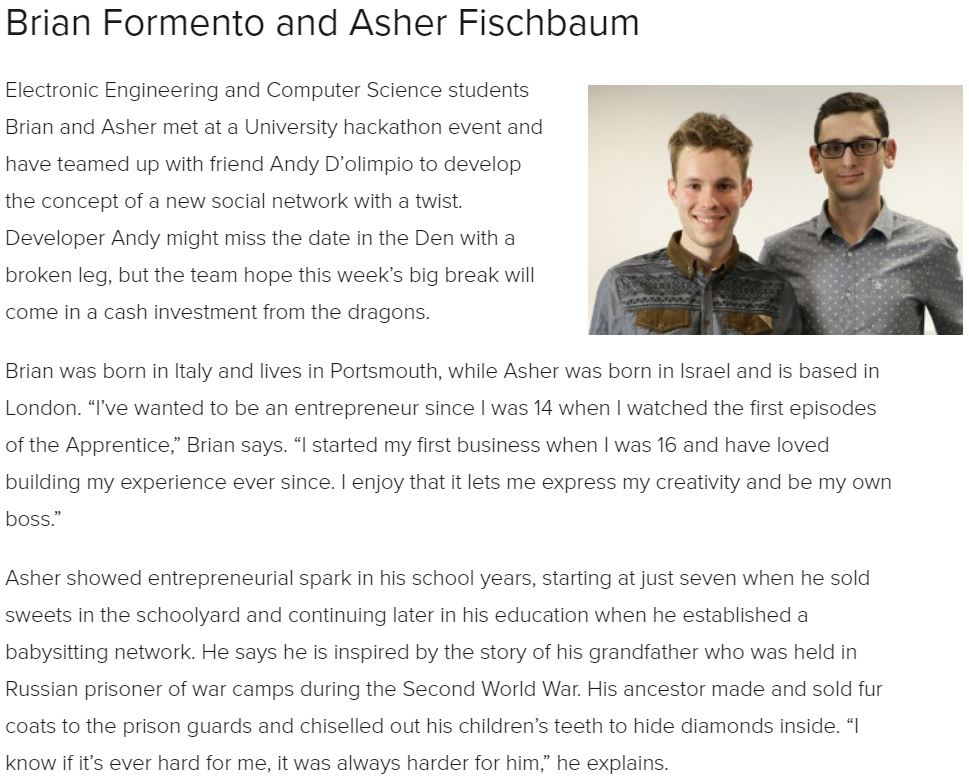 Brian Formento and Asher Fischbaum
Electronic Engineering and Computer Science students
Brian and Asher met at a University hackathon event and
have teamed up with friend Andy D’olimpio to develop
the concept of a new social network with a twist.
Developer Andy might miss the date in the Den with a
broken leg, but the team hope this week’s big break will
come in a cash investment from the dragons.
Brian was born in Italy and lives in Portsmouth, while Asher was born in Israel and is based in
London. “I’ve wanted to be an entrepreneur since I was 14 when I watched the first episodes
of the Apprentice,” Brian says. “I started my first business when I was 16 and have loved
building my experience ever since. I enjoy that it lets me express my creativity and be my own
boss.”
Asher showed entrepreneurial spark in his school years, starting at just seven when he sold
sweets in the schoolyard and continuing later in his education when he established a
babysitting network. He says he is inspired by the story of his grandfather who was held in
Russian prisoner of war camps during the Second World War. His ancestor made and sold fur
coats to the prison guards and chiselled out his children’s teeth to hide diamonds inside. “I
know if it’s ever hard for me, it was always harder for him,” he explains.